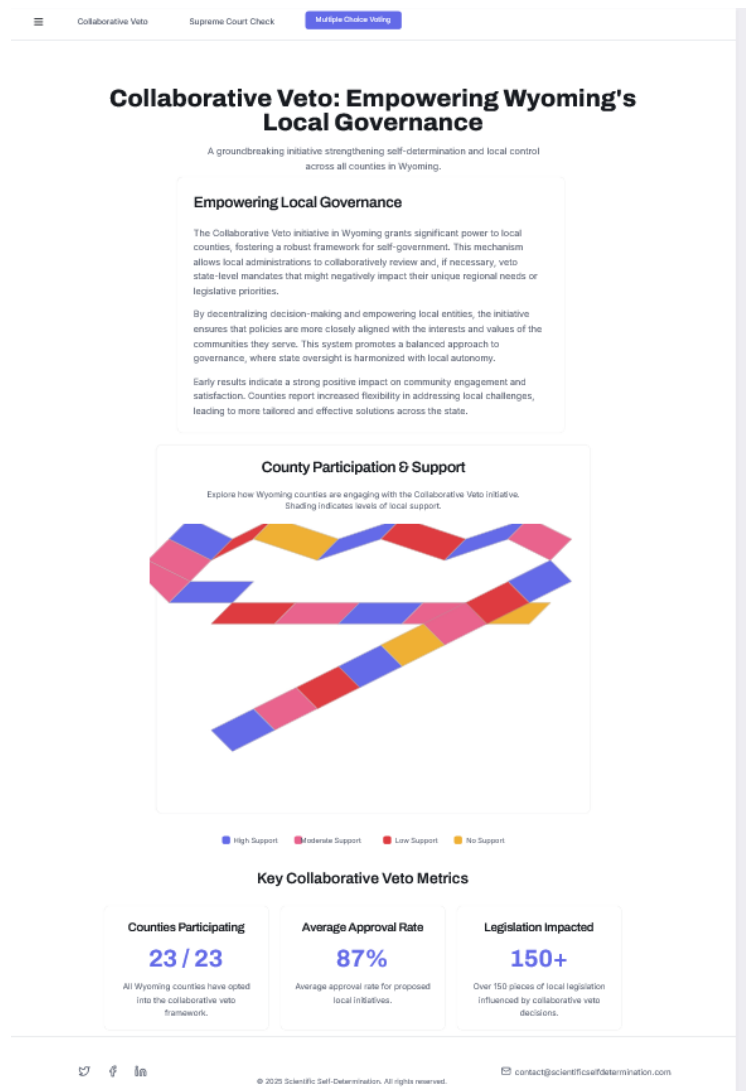 Collaborative Veto
Supreme Court Check
Multiple Choice Voting
Collaborative Veto: Empowering Wyoming's
Local Governance
A groundbreaking initiative strengthening self-determination and local control
across all counties in Wyoming.
Empowering Local Governance
The Collaborative Veto initiative in Wyoming grants significant power to local
counties, fostering a robust framework for self-government. This mechanism
allows local administrations to collaboratively review and, if necessary, veto
state-level mandates that might negatively impact their unique regional needs or
legislative priorities.
By decentralizing decision-making and empowering local entities, the initiative
ensures that policies are more closely aligned with the interests and values of the
communities they serve. This system promotes a balanced approach to
governance, where state oversight is harmonized with local autonomy.
Early results indicate a strong positive impact on community engagement and
satisfaction. Counties report increased flexibility in addressing local challenges,
leading to more tailored and effective solutions across the state.
County Participation & Support
Explore how Wyoming counties are engaging with the Collaborative Veto initiative.
Shading indicates levels of local support.
High Support
Moderate Support
Low Support
No Support
Key Collaborative Veto Metrics
Counties Participating
23 / 23
All Wyoming counties have opted
into the collaborative veto
framework.
Average Approval Rate
87%
Average approval rate for proposed
local initiatives.
Legislation Impacted
150+
Over 150 pieces of local legislation
influenced by collaborative veto
decisions.
contact@scientificselfdetermination.com
© 2025 Scientific Self-Determination. All rights reserved.